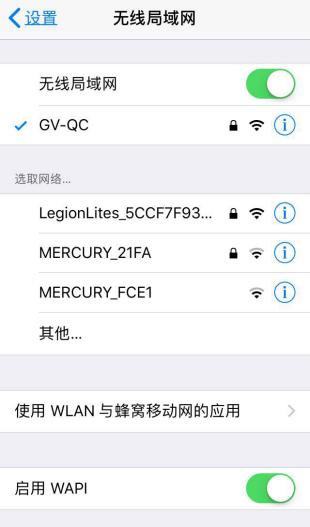 设置
无线局域网
无线局域网
GV-QC
选取网络...
LegionLites_5CCF7F93...
MERCURY_21FA
MERCURY_FCE1
其他...
使用 WLAN 与蜂窝移动网的应用
启用 WAPI